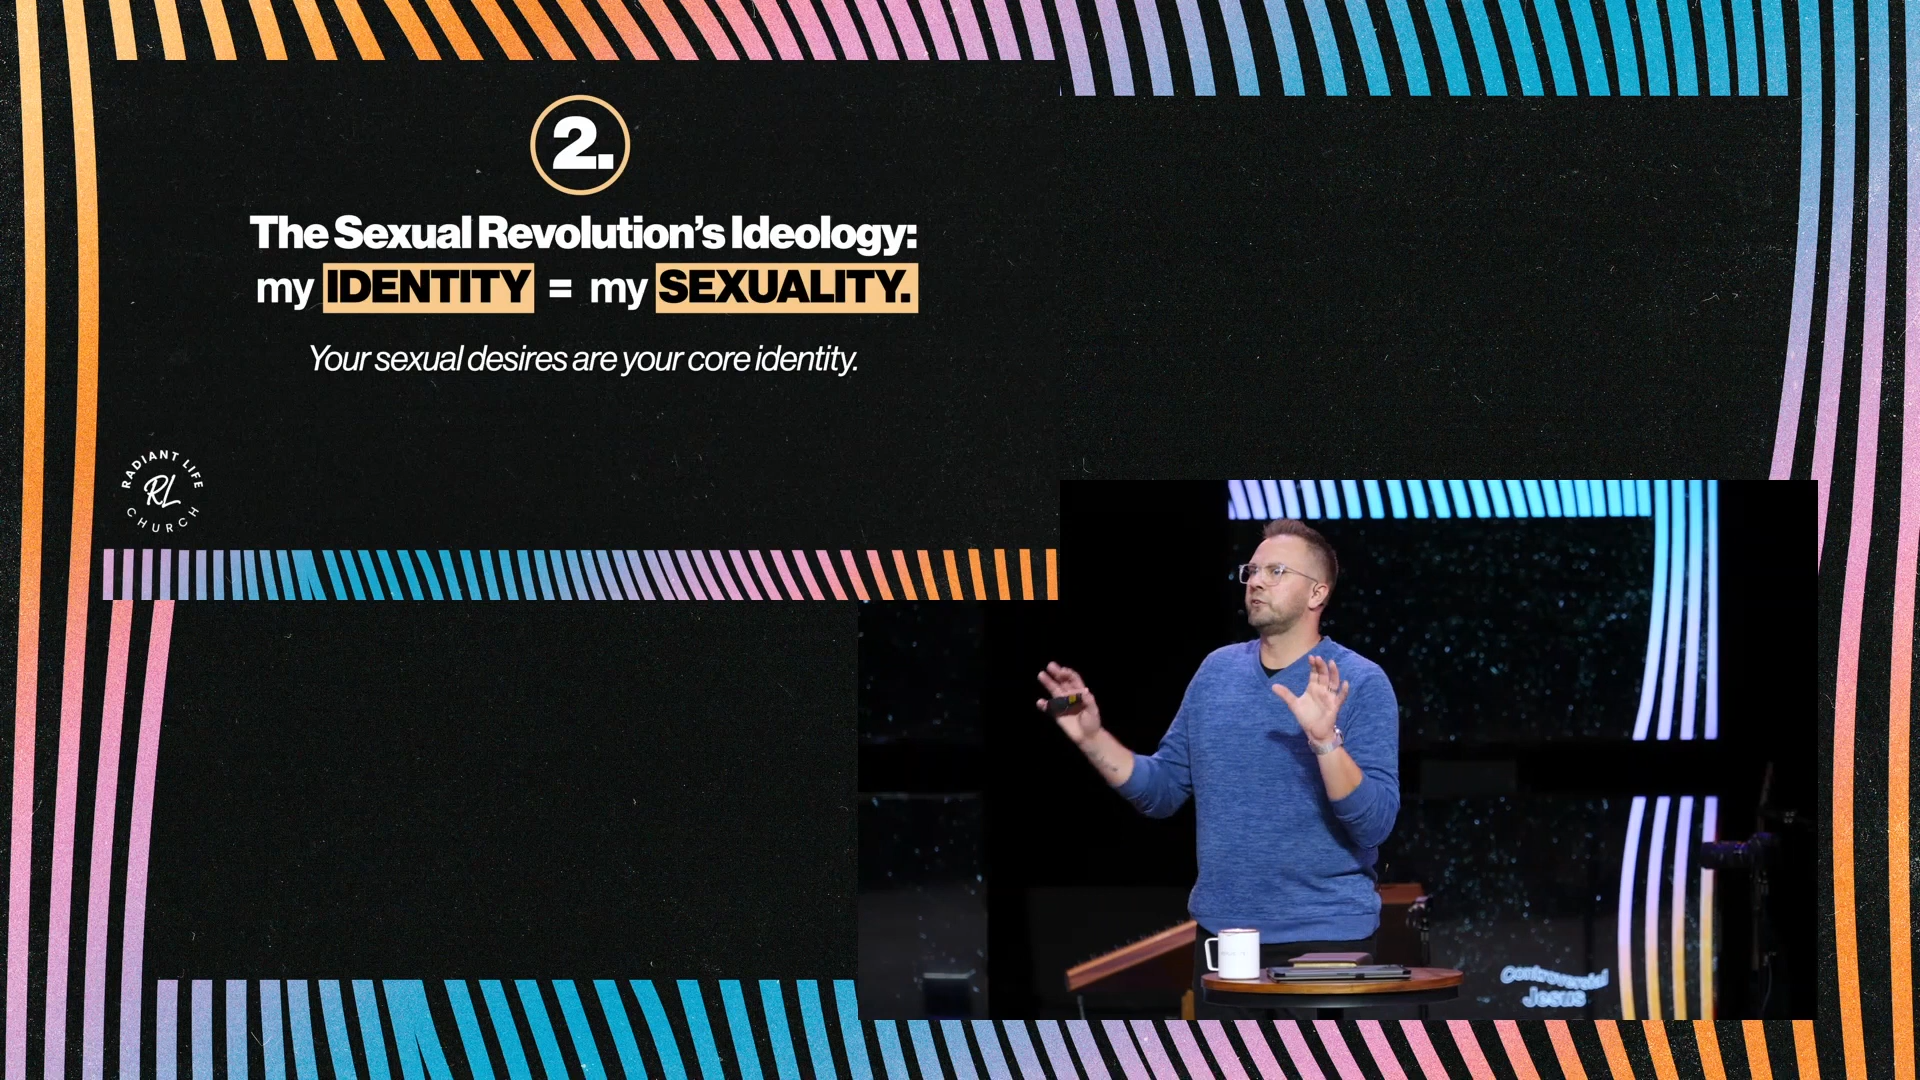 2.
The Sexual Revolution's Ideology:
my IDENTITY = my SEXUALITY.
Your sexual desires are your core identity.
RADIANT LIFE
RL
CHURCH
Controversial
Jesus